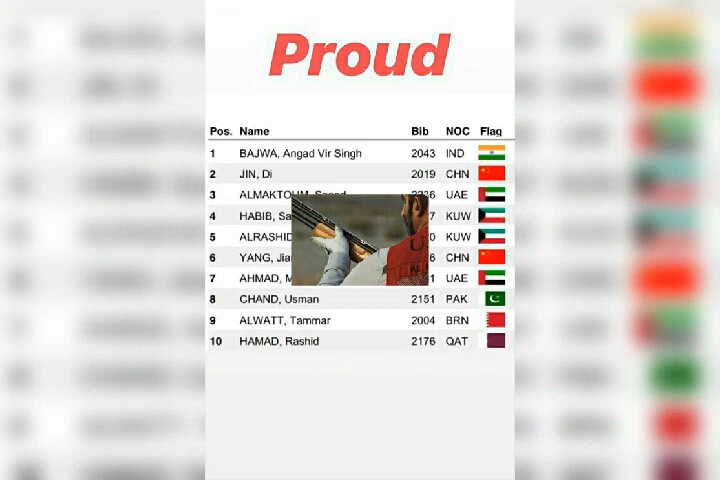 Proud
Pos. Name Bib NOC Flag
1 BAJWA, Angad Vir Singh 2043 IND
2 JIN, Di 2019 CHN
3 UAE
4 HABIB, KUW
5 KUW
6 YANG, CHN
7 AHMAD, UAE
8 CHAND, Usman 2151 PAK
9 ALWATT, Tammar 2004 BRN
10 HAMAD, Rashid 2176 QAT